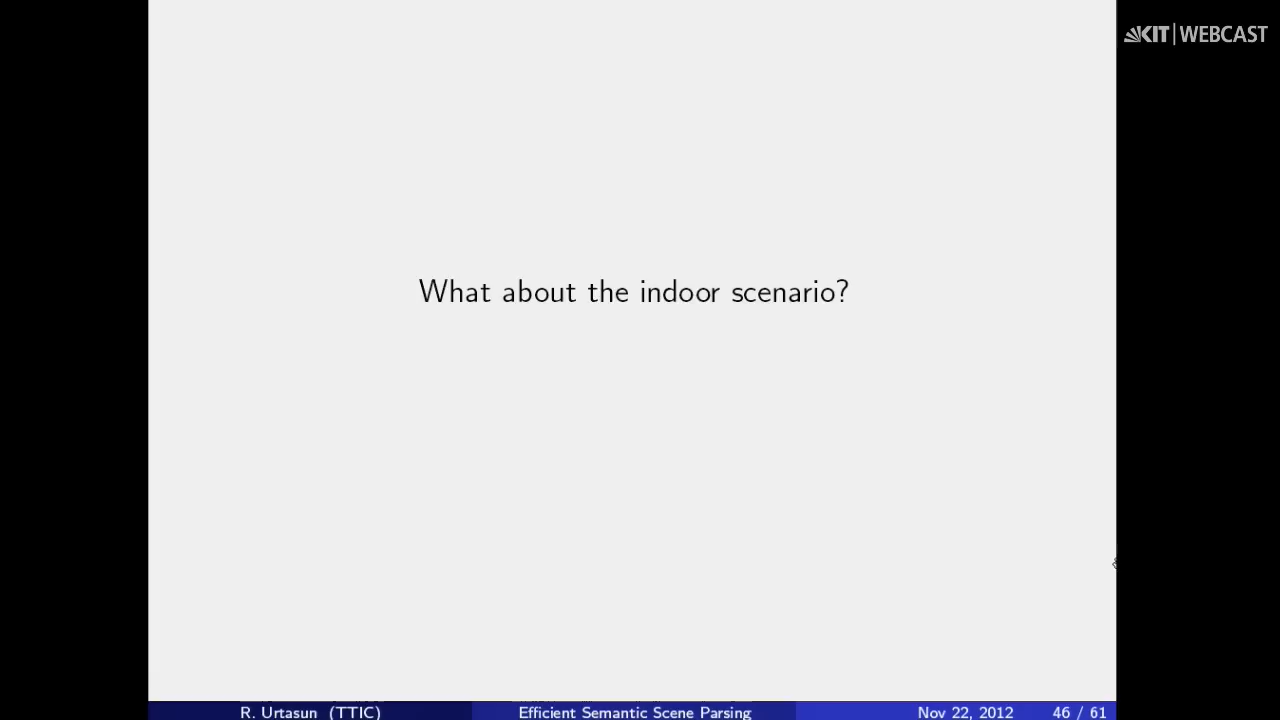 KIT | WEBCAST
What about the indoor scenario?
R. Urtasun (TTIC) Efficient Semantic Scene Parsing Nov 22, 2012 46 / 61